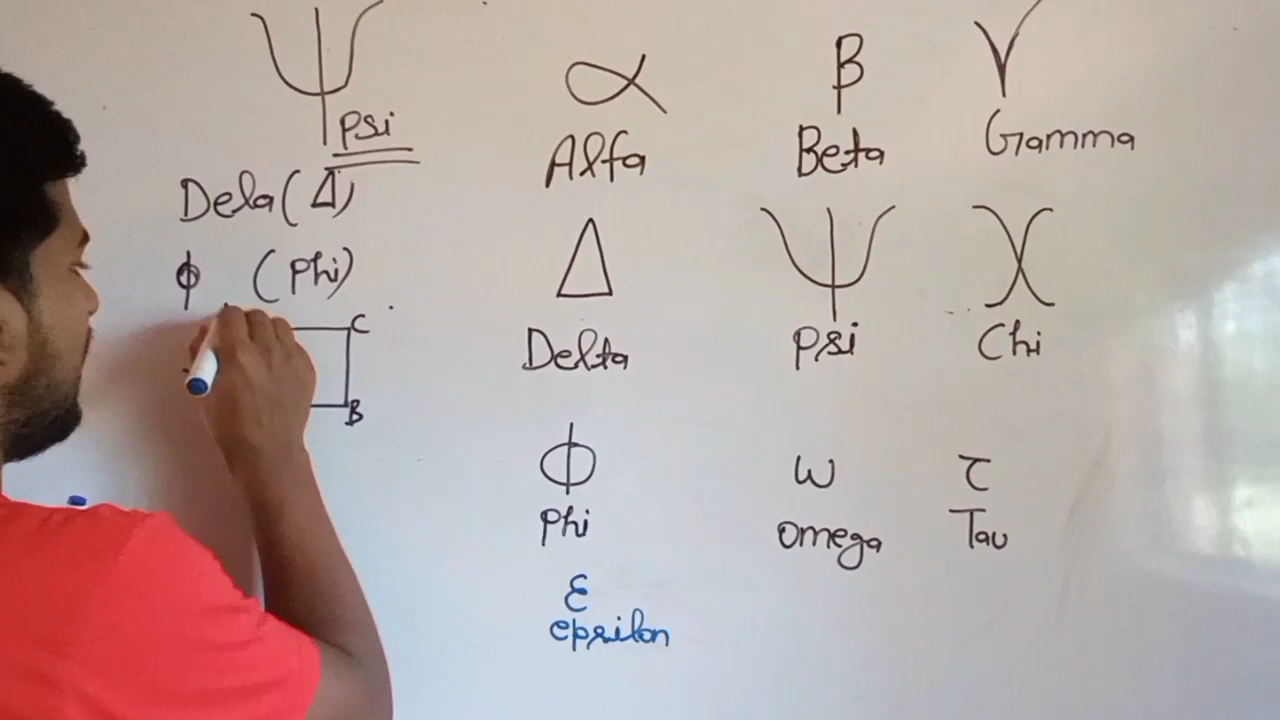 Ψ
psi
Dela (Δ)
ϕ (Phi)
C
B
α β γ
Alfa Beta Gamma
Δ Ψ χ
Delta psi Chi
ϕ ω τ
phi omega Tau
ε
epsilon